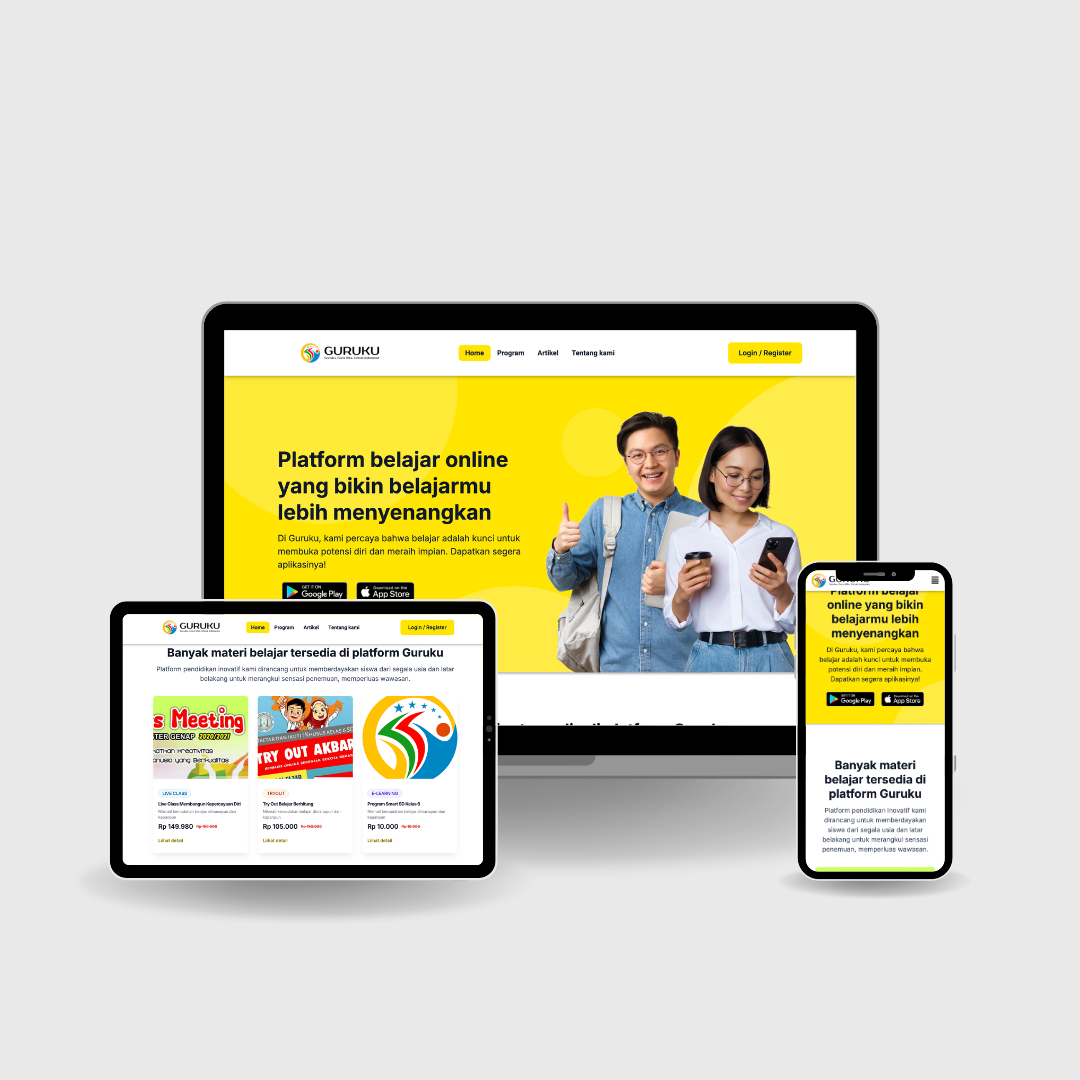 GURUKU
Home Program Artikel Tentang kami
Login / Register
Platform belajar online
yang bikin belajarmu
lebih menyenangkan
Di Guruku, kami percaya bahwa belajar adalah kunci untuk
membuka potensi diri dan meraih impian. Dapatkan segera
aplikasinya!
GET IT ON
Google Play
Download on the
App Store
GURUKU
Home Program Artikel Tentang kami
Login / Register
Banyak materi belajar tersedia di platform Guruku
Platform pendidikan inovatif kami dirancang untuk memberdayakan siswa dari segala usia dan latar
belakang untuk merangkul sensasi penemuan, memperluas wawasan.
s Meeting
TER GENAP 2020/2021
TRY OUT AKBAR
LIVE CLASS
Live Class Membangun Kepercayaan Diri
Rp 149.980
Lihat detail
TRYOUT
Try Out Belajar Berhitung
Rp 105.000
Lihat detail
E-LEARNING
Program Smart SD Kelas 6
Rp 10.000
Lihat detail
Platform belajar
online yang bikin
belajarmu lebih
menyenangkan
Di Guruku, kami percaya bahwa
belajar adalah kunci untuk membuka
potensi diri dan meraih impian.
Dapatkan segera aplikasinya!
GET IT ON
Google Play
Download on the
App Store
Banyak materi
belajar tersedia di
platform Guruku
Platform pendidikan inovatif kami
dirancang untuk memberdayakan
siswa dari segala usia dan latar
belakang untuk merangkul sensasi
penemuan, memperluas wawasan.